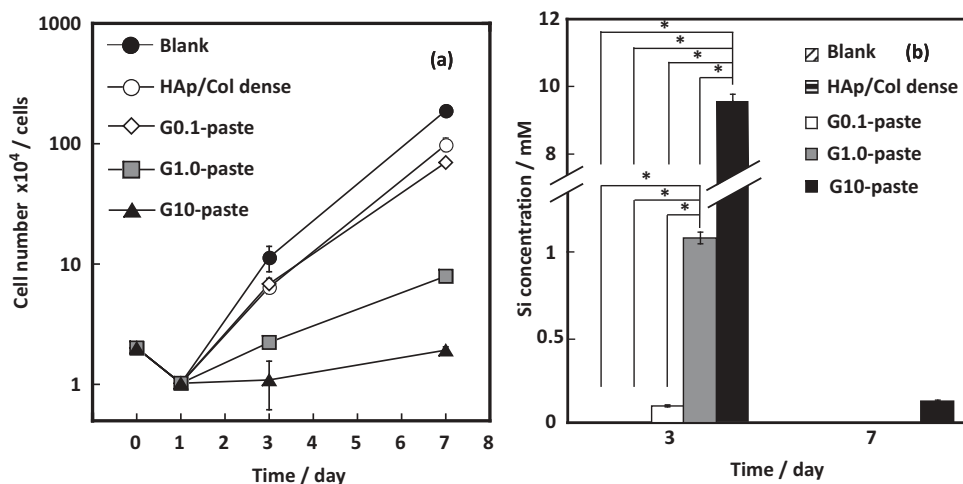 1000
100
10
1
Cell number x10⁴ / cells
Blank
HAp/Col dense
G0.1-paste
G1.0-paste
G10-paste
(a)
0 1 2 3 4 5 6 7 8
Time / day
12
10
8
1
0.5
0
Si concentration / mM
*
*
*
*
*
*
*
Blank
(b)
HAp/Col dense
G0.1-paste
G1.0-paste
G10-paste
3 7
Time / day